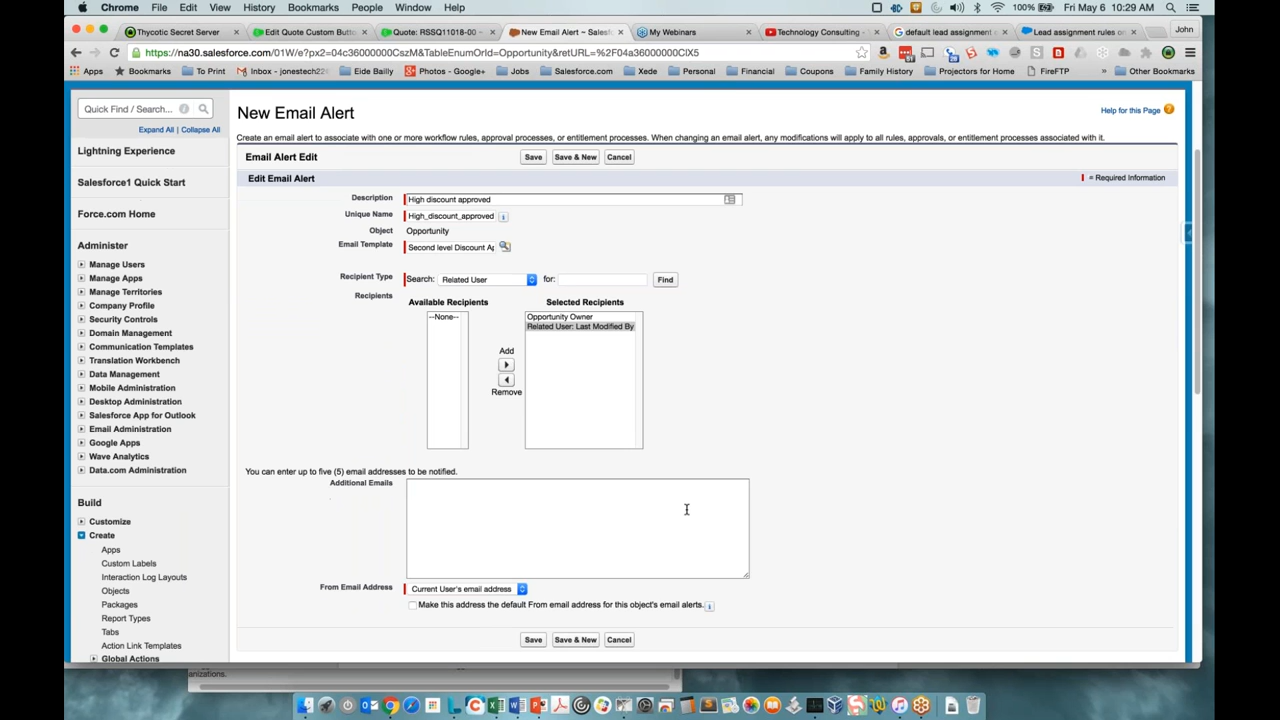 Chrome File Edit View History Bookmarks People Window Help 100% Fri May 6 10:29 AM
Thycotic Secret Server Edit Quote Custom Butto Quote: RSSQ11018-00 ~ New Email Alert ~ Salesf My Webinars Technology Consulting - default lead assignment Lead assignment rules on John
https://na30.salesforce.com/01W/e?px2=04c36000000CszM&TableEnumOrId=Opportunity&retURL=%2F04a36000000ClX5
Apps Bookmarks To Print Inbox - jonestech22 Eide Bailly Photos - Google+ Jobs Salesforce.com Xede Personal Financial Coupons Family History Projectors for Home FireFTP » Other Bookmarks
Quick Find / Search...
Expand All | Collapse All
Lightning Experience
Salesforce1 Quick Start
Force.com Home
Administer
Manage Users
Manage Apps
Manage Territories
Company Profile
Security Controls
Domain Management
Communication Templates
Translation Workbench
Data Management
Mobile Administration
Desktop Administration
Salesforce App for Outlook
Email Administration
Google Apps
Wave Analytics
Data.com Administration
Build
Customize
Create
Apps
Custom Labels
Interaction Log Layouts
Objects
Packages
Report Types
Tabs
Action Link Templates
Global Actions
New Email Alert
Help for this Page
Create an email alert to associate with one or more workflow rules, approval processes, or entitlement processes. When changing an email alert, any modifications will apply to all rules, approvals, or entitlement processes associated with it.
Email Alert Edit Save Save & New Cancel
Edit Email Alert = Required Information
Description High discount approved
Unique Name High_discount_approved
Object Opportunity
Email Template Second level Discount Ap
Recipient Type Search: Related User for: Find
Recipients Available Recipients Selected Recipients
--None-- Opportunity Owner
Related User: Last Modified By
Add
Remove
You can enter up to five (5) email addresses to be notified.
Additional Emails
From Email Address Current User's email address
Make this address the default From email address for this object's email alerts.
Save Save & New Cancel
anizations.